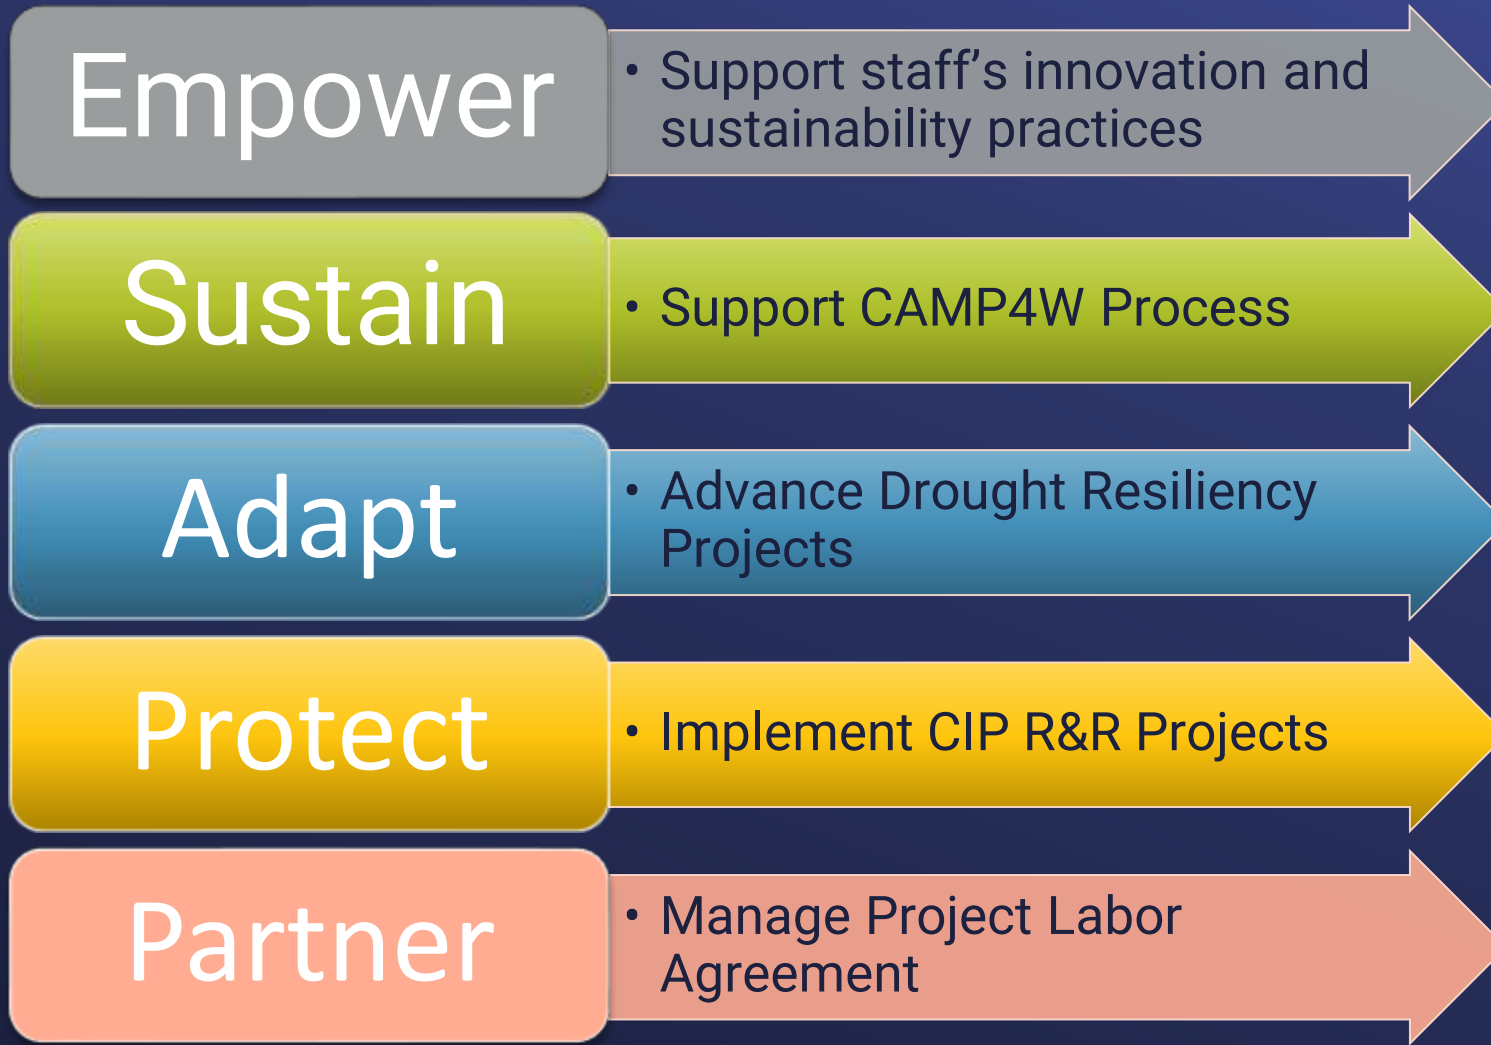 Empower
• Support staff’s innovation and
sustainability practices
Sustain
• Support CAMP4W Process
Adapt
• Advance Drought Resiliency
Projects
Protect
• Implement CIP R&R Projects
Partner
• Manage Project Labor
Agreement